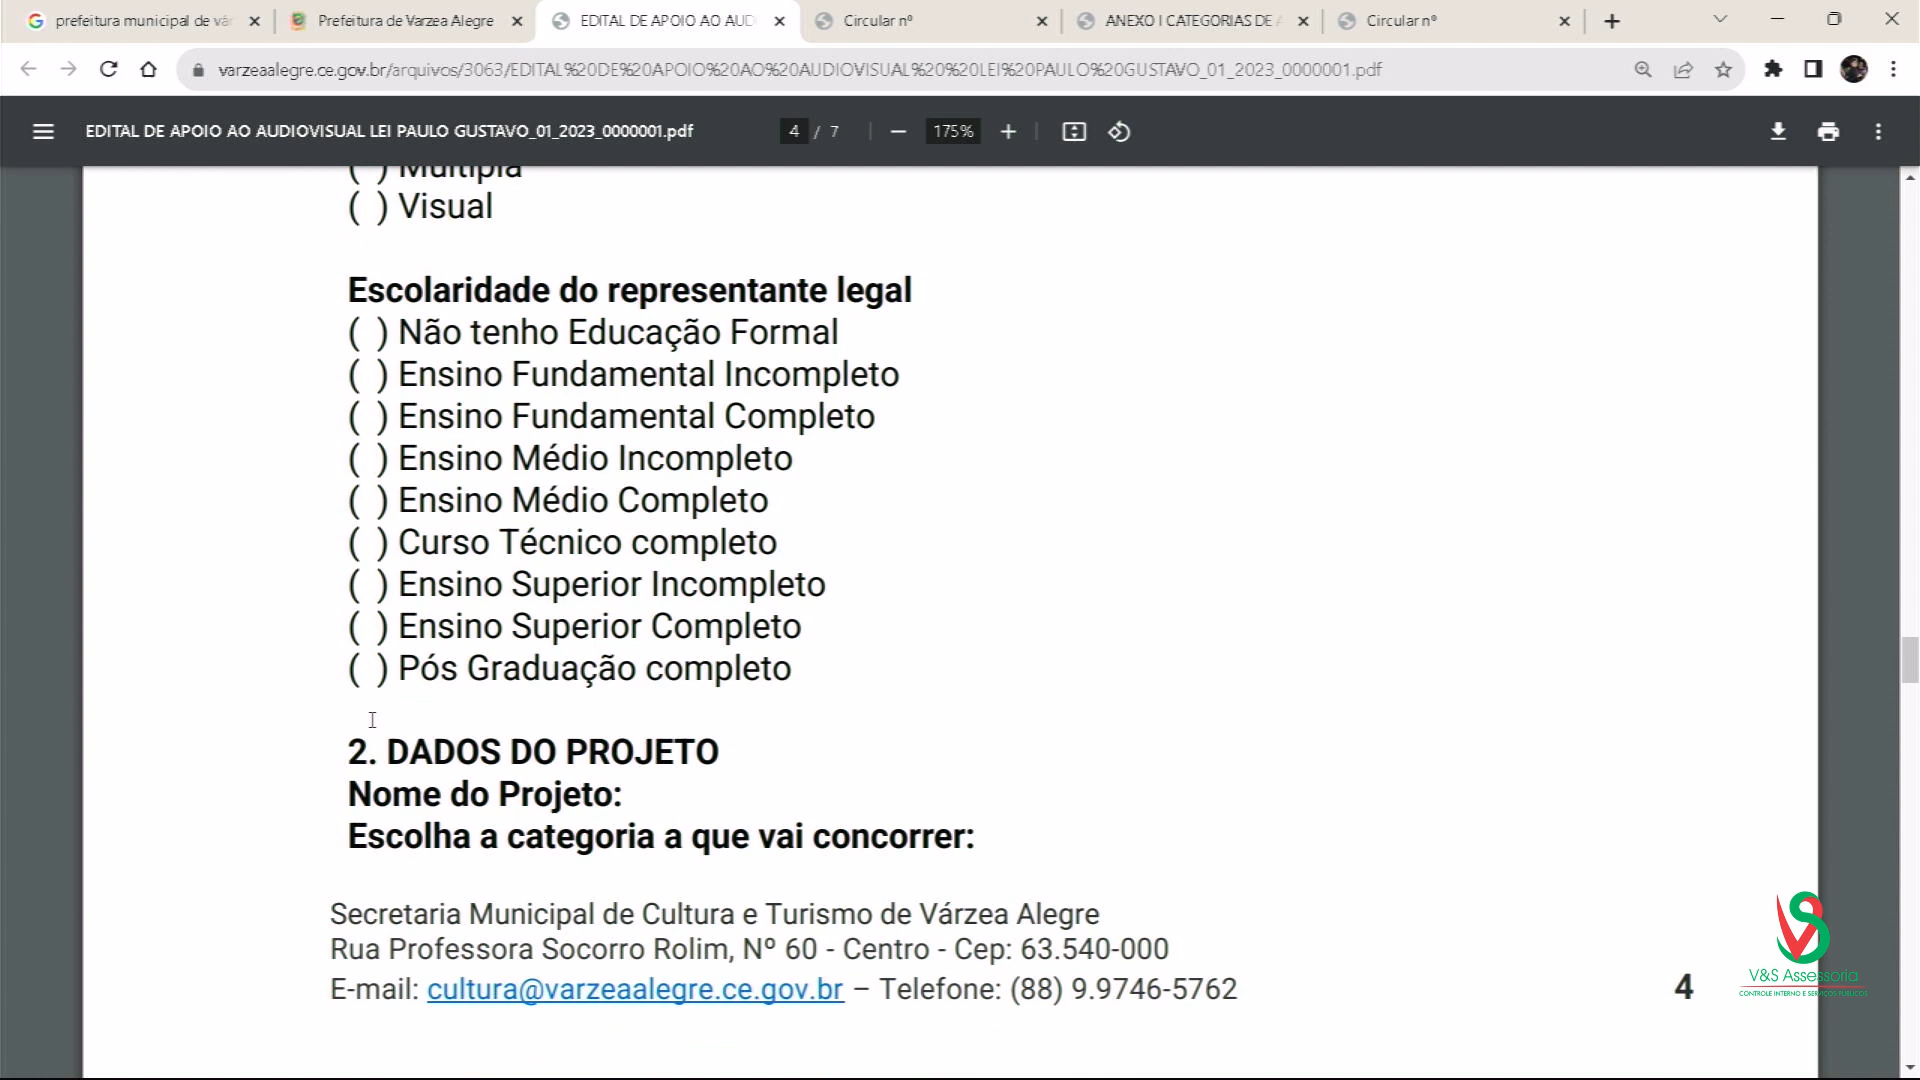 prefeitura municipal de vár
Prefeitura de Varzea Alegre
EDITAL DE APOIO AO AUD
Circular nº
ANEXO I CATEGORIAS DE A
Circular nº
varzeaalegre.ce.gov.br/arquivos/3063/EDITAL%20DE%20APOIO%20AO%20AUDIOVISUAL%20%20LEI%20PAULO%20GUSTAVO_01_2023_0000001.pdf
EDITAL DE APOIO AO AUDIOVISUAL LEI PAULO GUSTAVO_01_2023_0000001.pdf
4 / 7
175%
( ) Múltipla
( ) Visual
Escolaridade do representante legal
( ) Não tenho Educação Formal
( ) Ensino Fundamental Incompleto
( ) Ensino Fundamental Completo
( ) Ensino Médio Incompleto
( ) Ensino Médio Completo
( ) Curso Técnico completo
( ) Ensino Superior Incompleto
( ) Ensino Superior Completo
( ) Pós Graduação completo
2. DADOS DO PROJETO
Nome do Projeto:
Escolha a categoria a que vai concorrer:
Secretaria Municipal de Cultura e Turismo de Várzea Alegre
Rua Professora Socorro Rolim, Nº 60 - Centro - Cep: 63.540-000
E-mail: cultura@varzeaalegre.ce.gov.br – Telefone: (88) 9.9746-5762
4
V&S Assessoria
CONTROLE INTERNO E SERVIÇOS PÚBLICOS